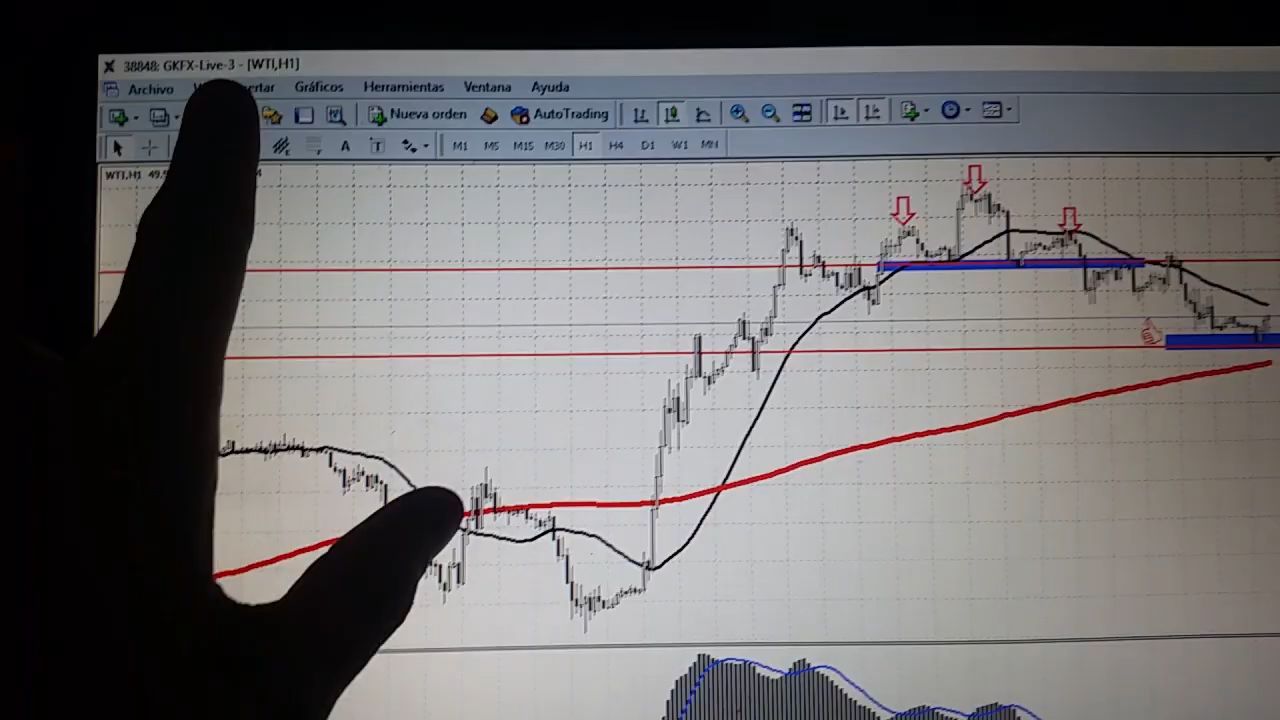 38848: GKFX-Live-3 - [WTI,H1]
Archivo Gráficos Herramientas Ventana Ayuda
Nueva orden AutoTrading
A T M1 M5 M15 M30 H1 H4 D1 W1 MN
WTI,H1